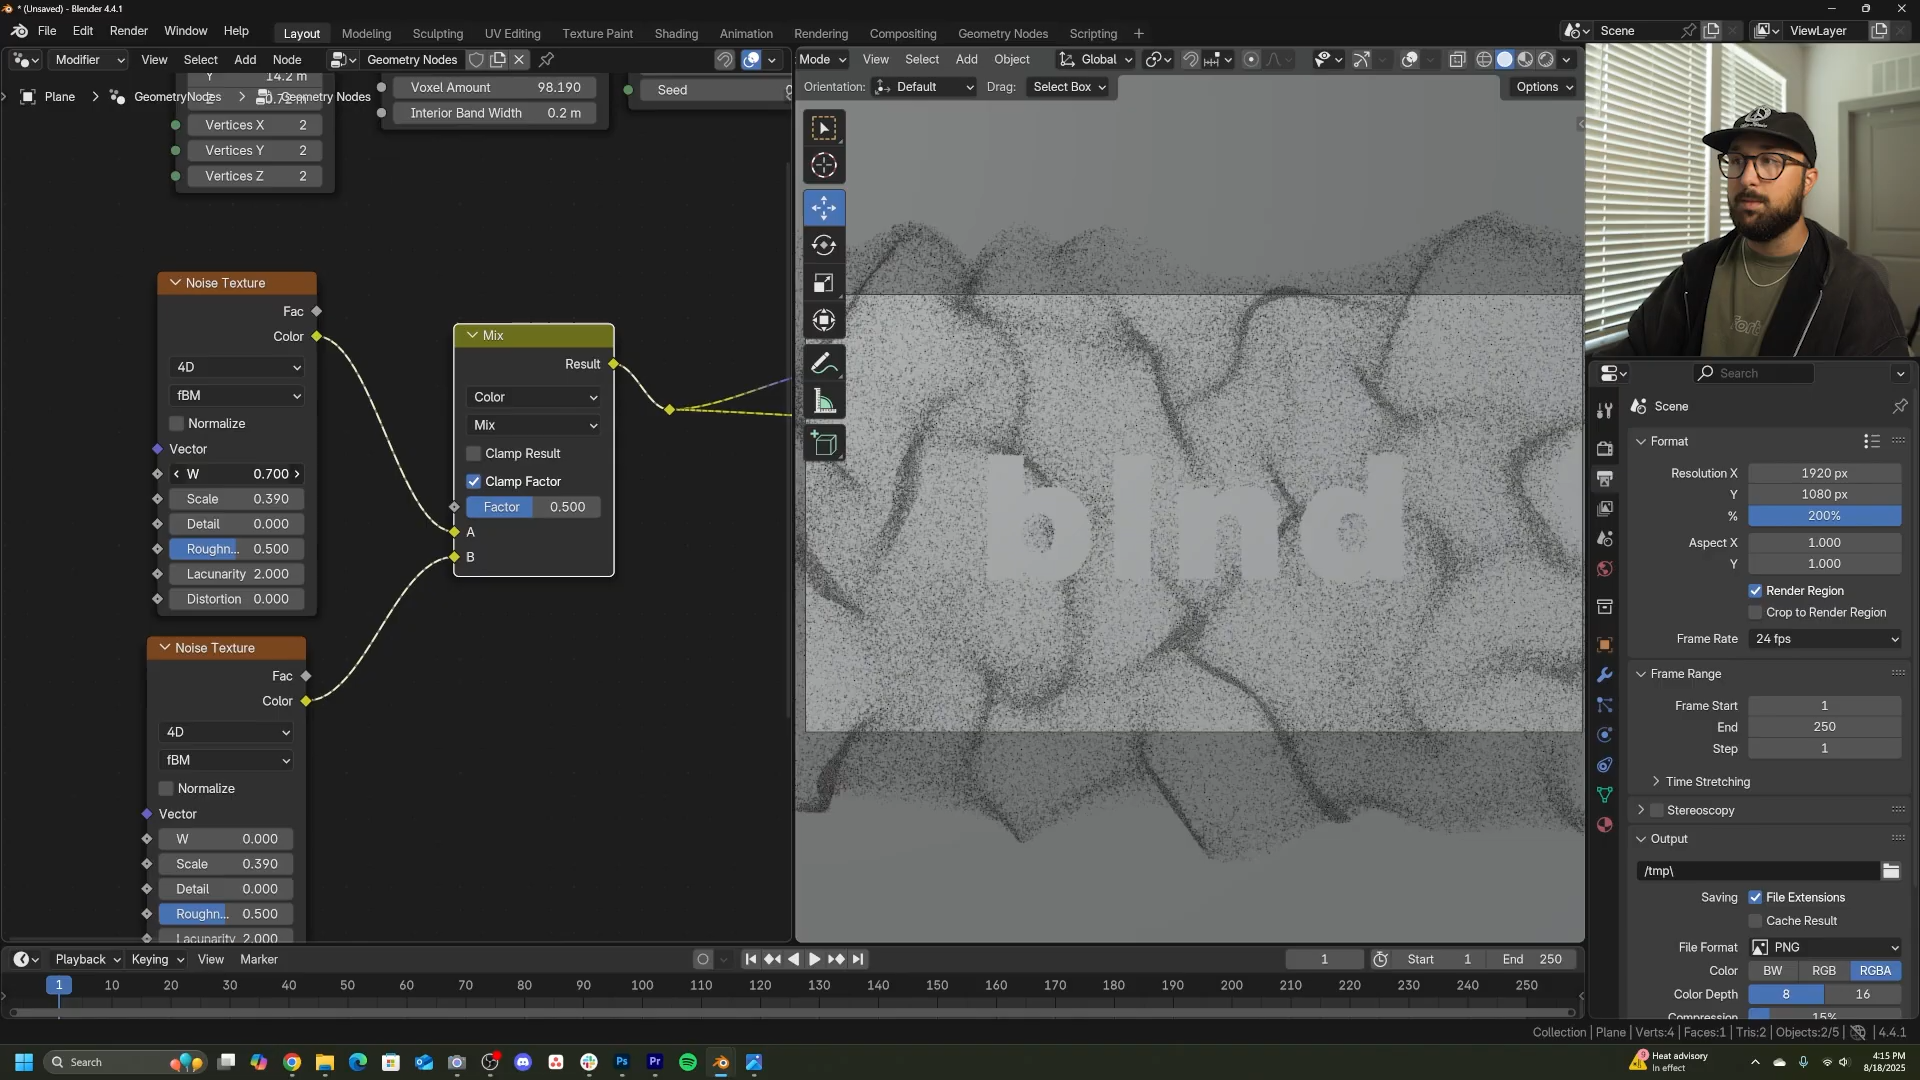 * (Unsaved) - Blender 4.4.1
File Edit Render Window Help
Layout Modeling Sculpting UV Editing Texture Paint Shading Animation Rendering Compositing Geometry Nodes Scripting +
Scene
ViewLayer
Modifier View Select Add Node Geometry Nodes
Mode View Select Add Object Global
Orientation: Default Drag: Select Box Options
Plane > GeometryNodes > Geometry Nodes
Y 14.2 m
Vertices X 2
Vertices Y 2
Vertices Z 2
Voxel Amount 98.190
Interior Band Width 0.2 m
Seed
Noise Texture
Fac
Color
4D
fBM
Normalize
Vector
W 0.700
Scale 0.390
Detail 0.000
Roughn... 0.500
Lacunarity 2.000
Distortion 0.000
Mix
Result
Color
Mix
Clamp Result
Clamp Factor
Factor 0.500
A
B
Noise Texture
Fac
Color
4D
fBM
Normalize
Vector
W 0.000
Scale 0.390
Detail 0.000
Roughn... 0.500
Lacunarity 2.000
blnd
Search
Scene
Format
Resolution X 1920 px
Y 1080 px
% 200%
Aspect X 1.000
Y 1.000
Render Region
Crop to Render Region
Frame Rate 24 fps
Frame Range
Frame Start 1
End 250
Step 1
Time Stretching
Stereoscopy
Output
/tmp\
Saving File Extensions
Cache Result
File Format PNG
Color BW RGB RGBA
Color Depth 8 16
Compression 15%
Playback Keying View Marker
1 Start 1 End 250
1 10 20 30 40 50 60 70 80 90 100 110 120 130 140 150 160 170 180 190 200 210 220 230 240 250
Collection | Plane | Verts:4 | Faces:1 | Tris:2 | Objects:2/5 | 4.4.1
Search
Heat advisory
In effect
4:15 PM
8/18/2025